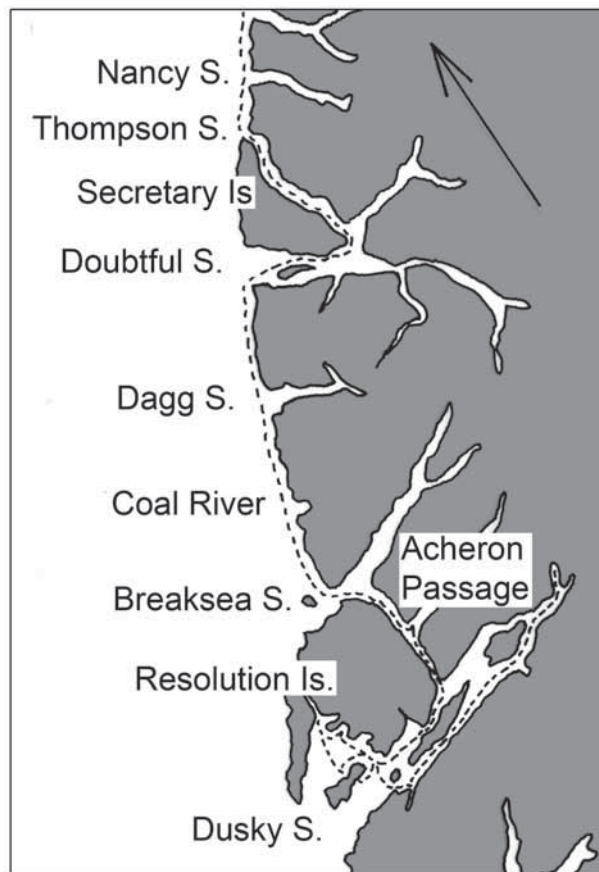 Nancy S.
Thompson S.
Secretary Is
Doubtful S.
Dagg S.
Coal River
Acheron
Passage
Breaksea S.
Resolution Is.
Dusky S.